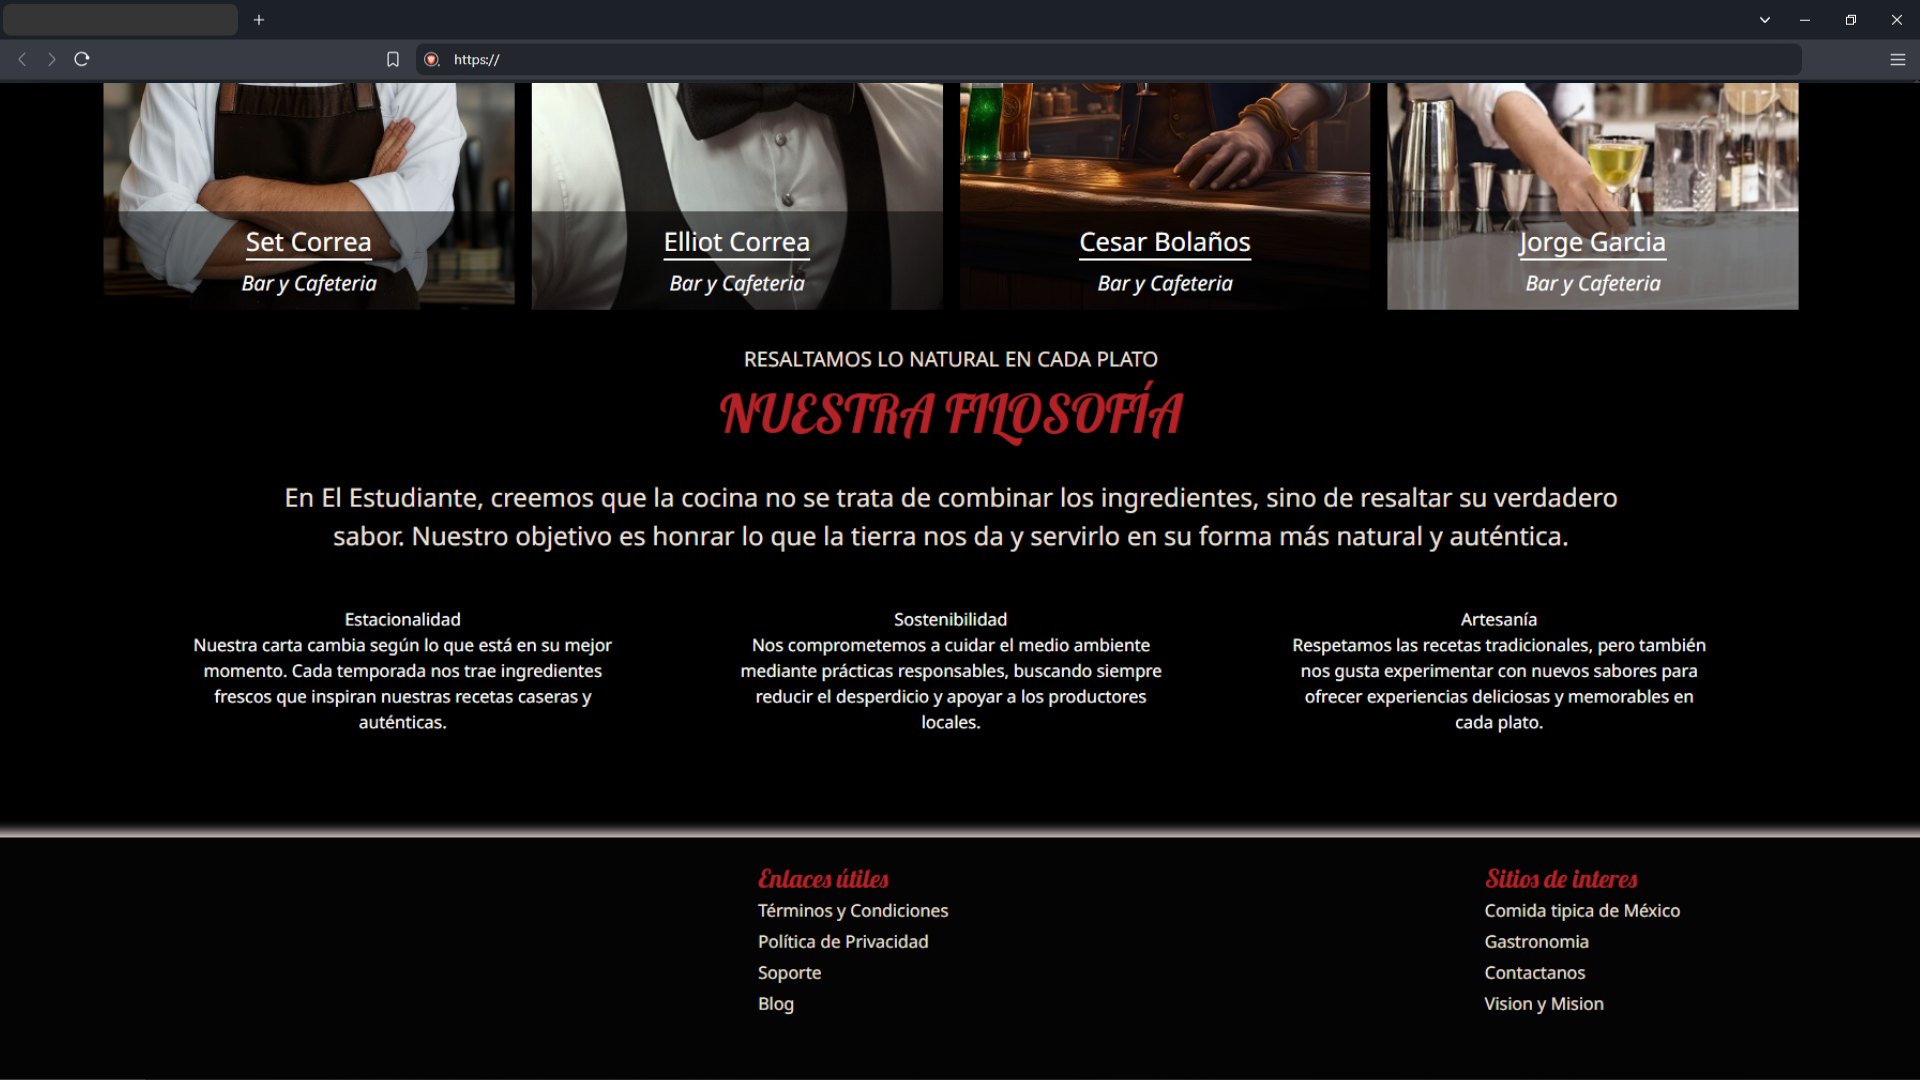 https://
Set Correa
Bar y Cafeteria
Elliot Correa
Bar y Cafeteria
Cesar Bolaños
Bar y Cafeteria
Jorge Garcia
Bar y Cafeteria
RESALTAMOS LO NATURAL EN CADA PLATO
NUESTRA FILOSOFÍA
En El Estudiante, creemos que la cocina no se trata de combinar los ingredientes, sino de resaltar su verdadero
sabor. Nuestro objetivo es honrar lo que la tierra nos da y servirlo en su forma más natural y auténtica.
Estacionalidad
Nuestra carta cambia según lo que está en su mejor
momento. Cada temporada nos trae ingredientes
frescos que inspiran nuestras recetas caseras y
auténticas.
Sostenibilidad
Nos comprometemos a cuidar el medio ambiente
mediante prácticas responsables, buscando siempre
reducir el desperdicio y apoyar a los productores
locales.
Artesanía
Respetamos las recetas tradicionales, pero también
nos gusta experimentar con nuevos sabores para
ofrecer experiencias deliciosas y memorables en
cada plato.
Enlaces útiles
Términos y Condiciones
Política de Privacidad
Soporte
Blog
Sitios de interes
Comida tipica de México
Gastronomia
Contactanos
Vision y Mision